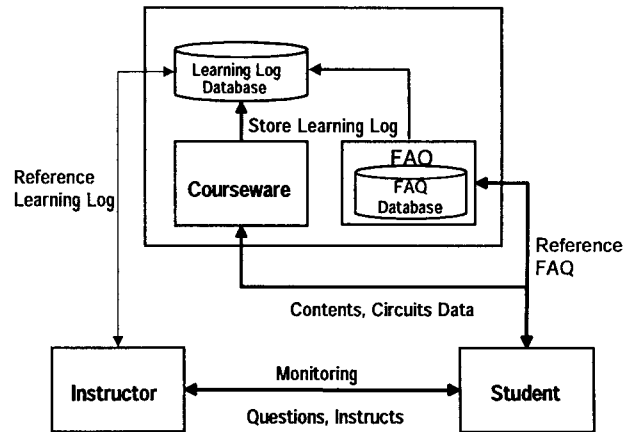 Learning Log
Database
Store Learning Log
FAQ
Courseware
FAQ
Database
Reference
Learning Log
Reference
FAQ
Contents, Circuits Data
Instructor
Monitoring
Student
Questions, Instructs